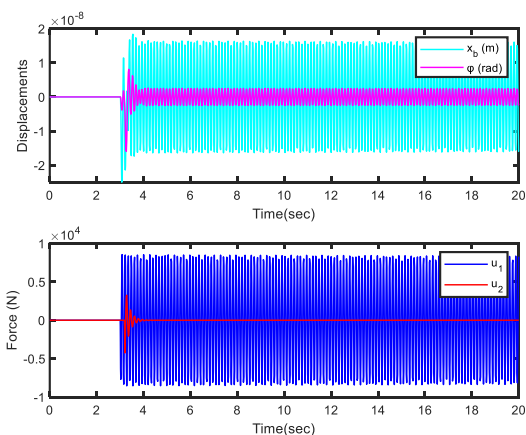 ×10⁻⁸
2
1
0
-1
-2
Displacements
x_b (m)
φ (rad)
0 2 4 6 8 10 12 14 16 18 20
Time(sec)
×10⁴
1
0.5
0
-0.5
-1
Force (N)
u₁
u₂
0 2 4 6 8 10 12 14 16 18 20
Time(sec)